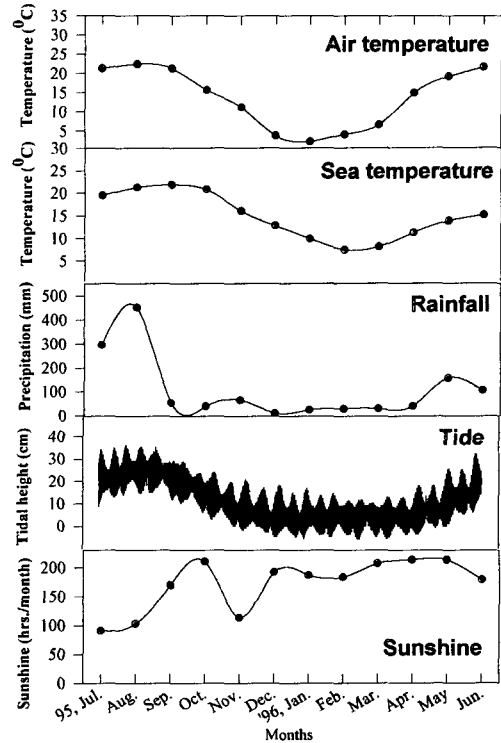 Air temperature
Temperature (⁰C)
35
30
25
20
15
10
5
30
Sea temperature
Temperature (⁰C)
25
20
15
10
5
Rainfall
Precipitation (mm)
500
400
300
200
100
0
Tide
Tidal height (cm)
40
30
20
10
0
Sunshine
Sunshine (hrs./month)
200
150
100
50
0
95, Jul. Aug. Sep. Oct. Nov. Dec. '96, Jan. Feb. Mar. Apr. May Jun.
Months